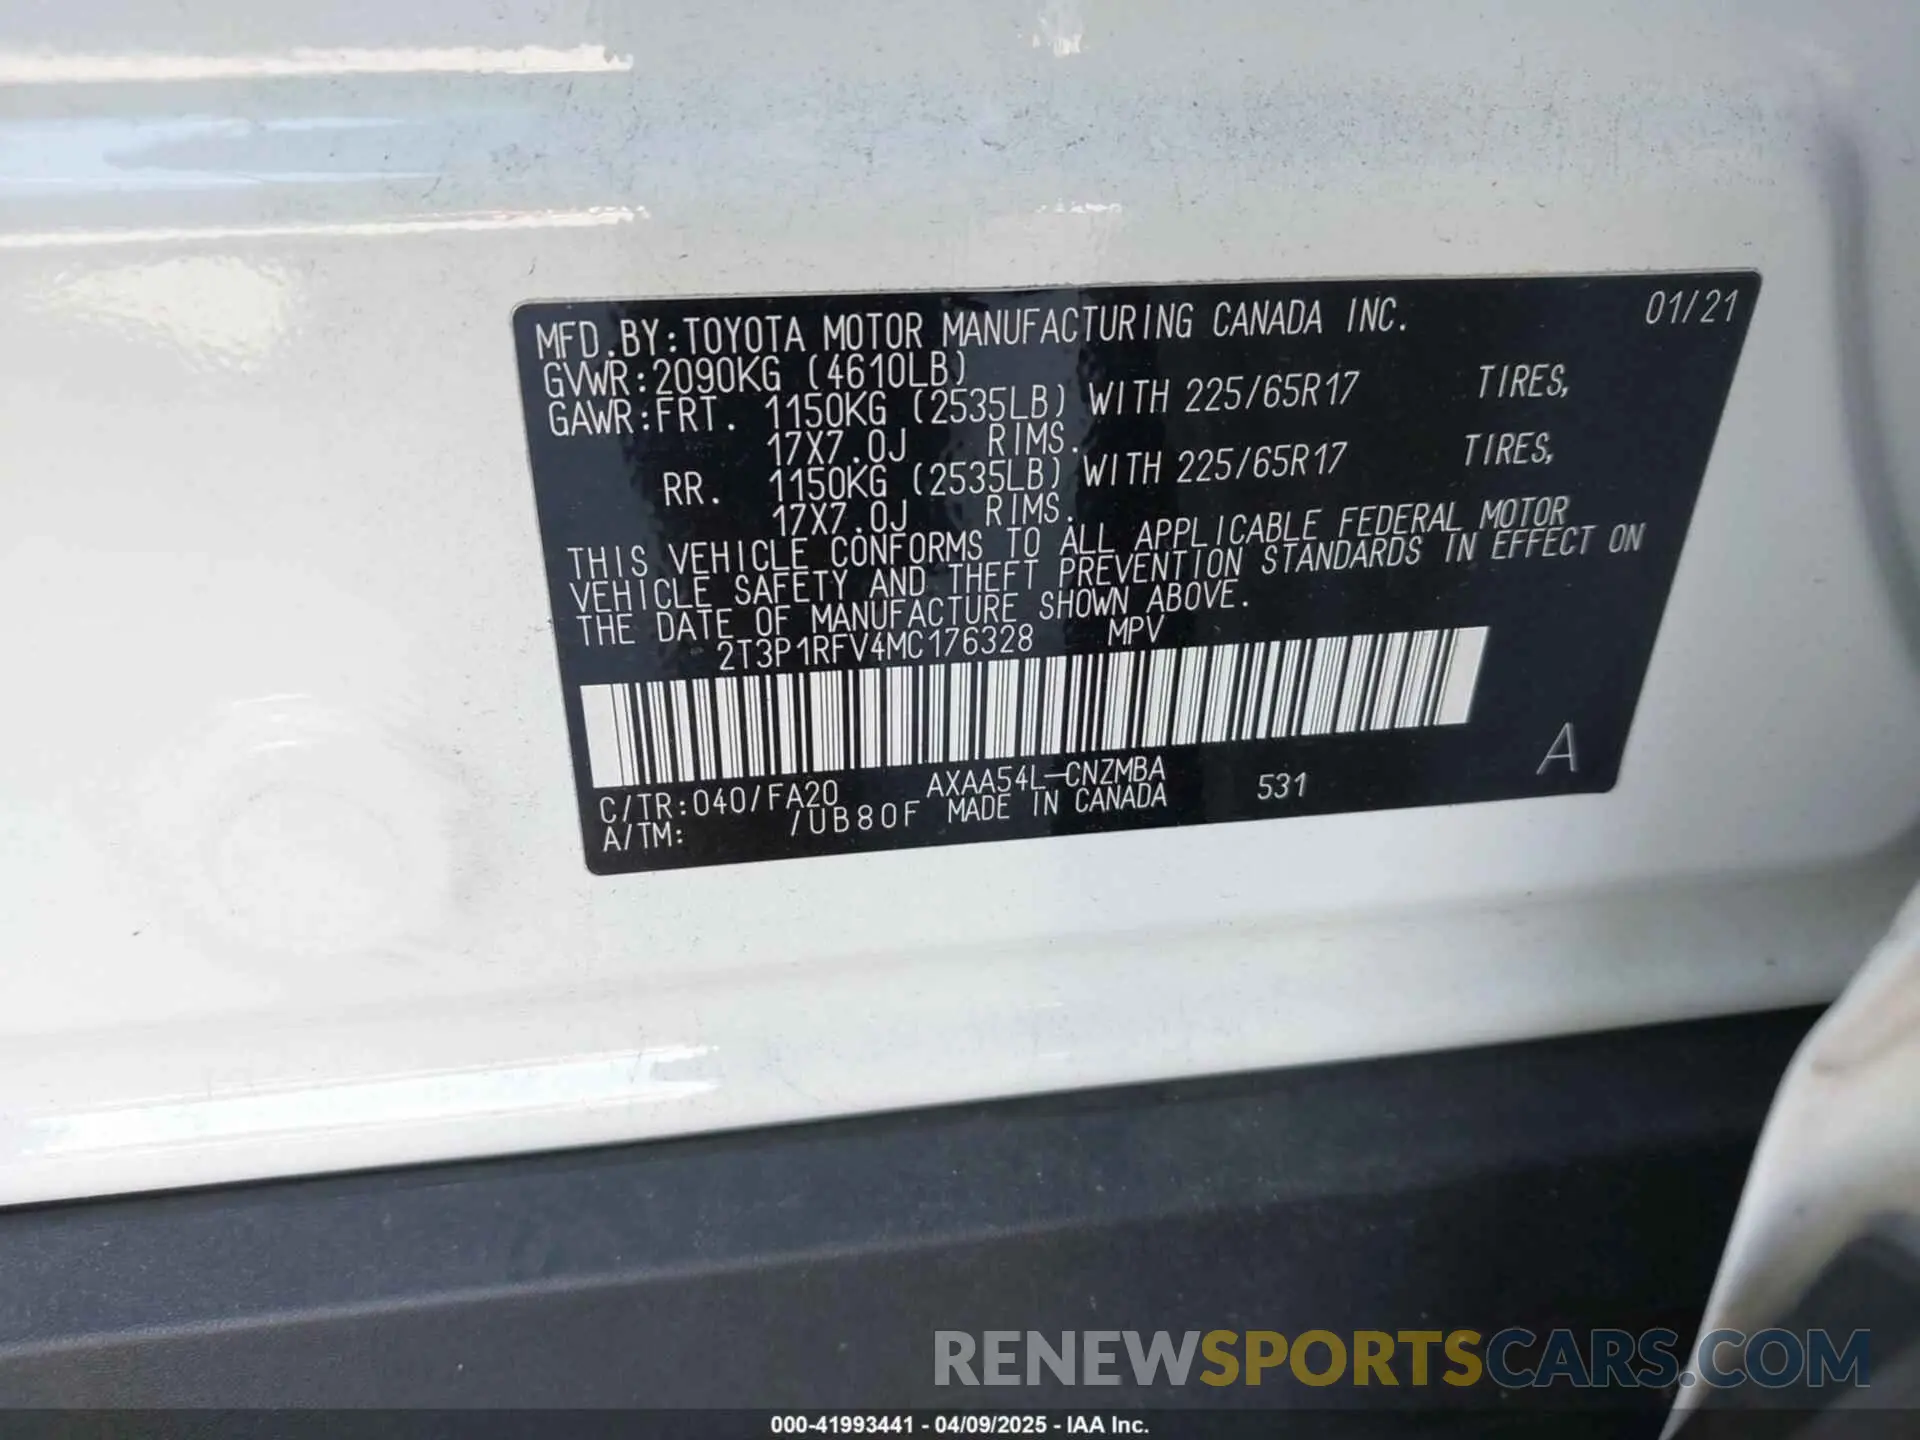 MFD.BY:TOYOTA MOTOR MANUFACTURING CANADA INC. 01/21
GVWR:2090KG (4610LB)
GAWR:FRT. 1150KG (2535LB) WITH 225/65R17 TIRES,
17X7.0J RIMS.
RR. 1150KG (2535LB) WITH 225/65R17 TIRES,
17X7.0J RIMS.
THIS VEHICLE CONFORMS TO ALL APPLICABLE FEDERAL MOTOR
VEHICLE SAFETY AND THEFT PREVENTION STANDARDS IN EFFECT ON
THE DATE OF MANUFACTURE SHOWN ABOVE.
2T3P1RFV4MC176328 MPV
C/TR:040/FA20 AXAA54L-CNZMBA 531 A
A/TM: /UB80F MADE IN CANADA
RENEWSPORTSCARS.COM
000-41993441 - 04/09/2025 - IAA Inc.